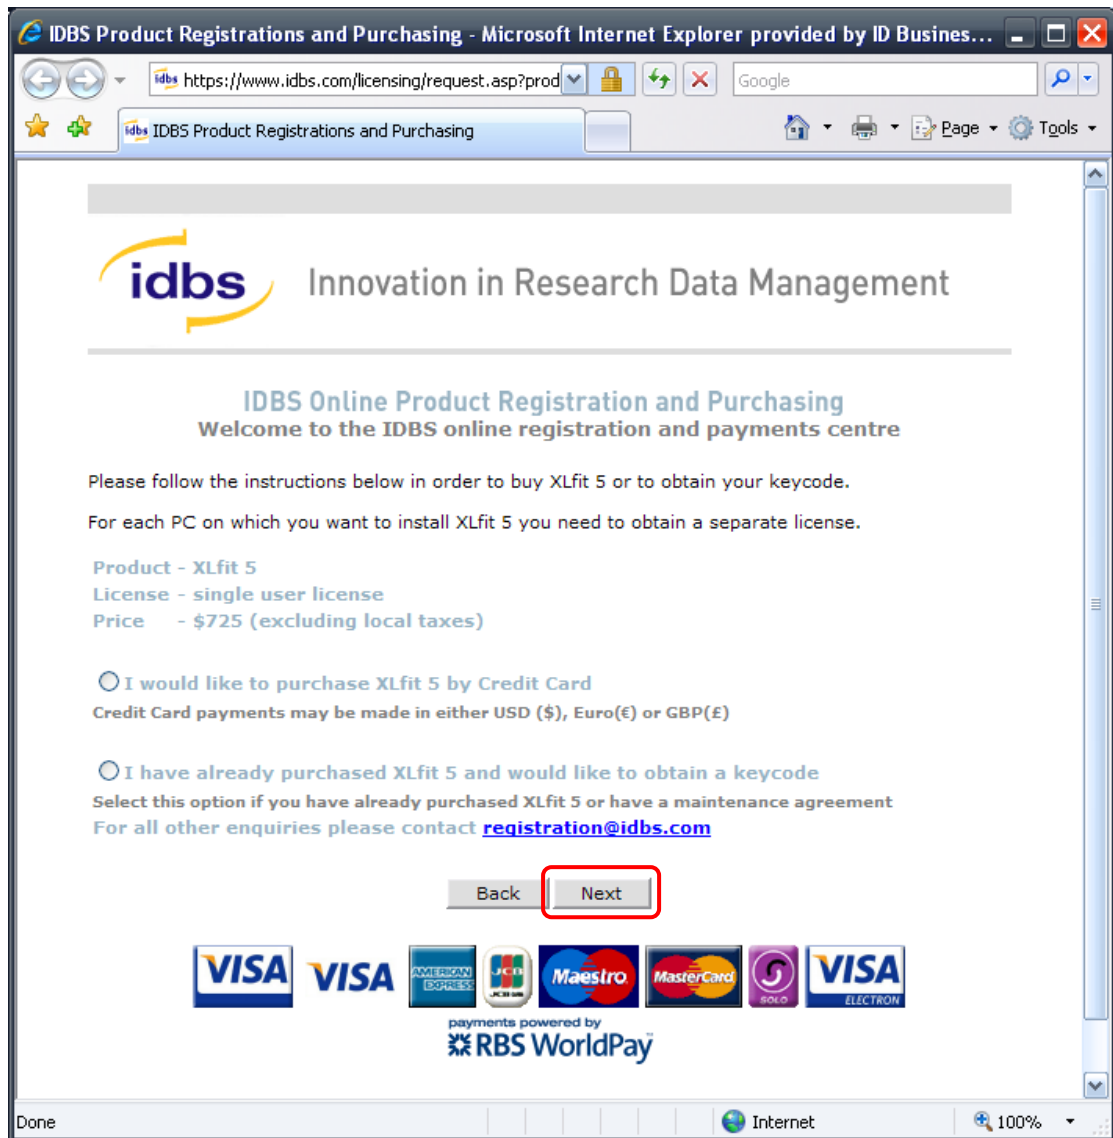 IDBS Product Registrations and Purchasing - Microsoft Internet Explorer provided by ID Busines...
idbs https://www.idbs.com/licensing/request.asp?prod
Google
idbs IDBS Product Registrations and Purchasing
Page
Tools
idbs
Innovation in Research Data Management
IDBS Online Product Registration and Purchasing
Welcome to the IDBS online registration and payments centre
Please follow the instructions below in order to buy XLfit 5 or to obtain your keycode.
For each PC on which you want to install XLfit 5 you need to obtain a separate license.
Product - XLfit 5
License - single user license
Price - $725 (excluding local taxes)
I would like to purchase XLfit 5 by Credit Card
Credit Card payments may be made in either USD ($), Euro(€) or GBP(£)
I have already purchased XLfit 5 and would like to obtain a keycode
Select this option if you have already purchased XLfit 5 or have a maintenance agreement
For all other enquiries please contact registration@idbs.com
Back Next
VISA VISA AMERICAN EXPRESS JCB Maestro MasterCard SOLO VISA ELECTRON
payments powered by
RBS WorldPay
Done
Internet
100%